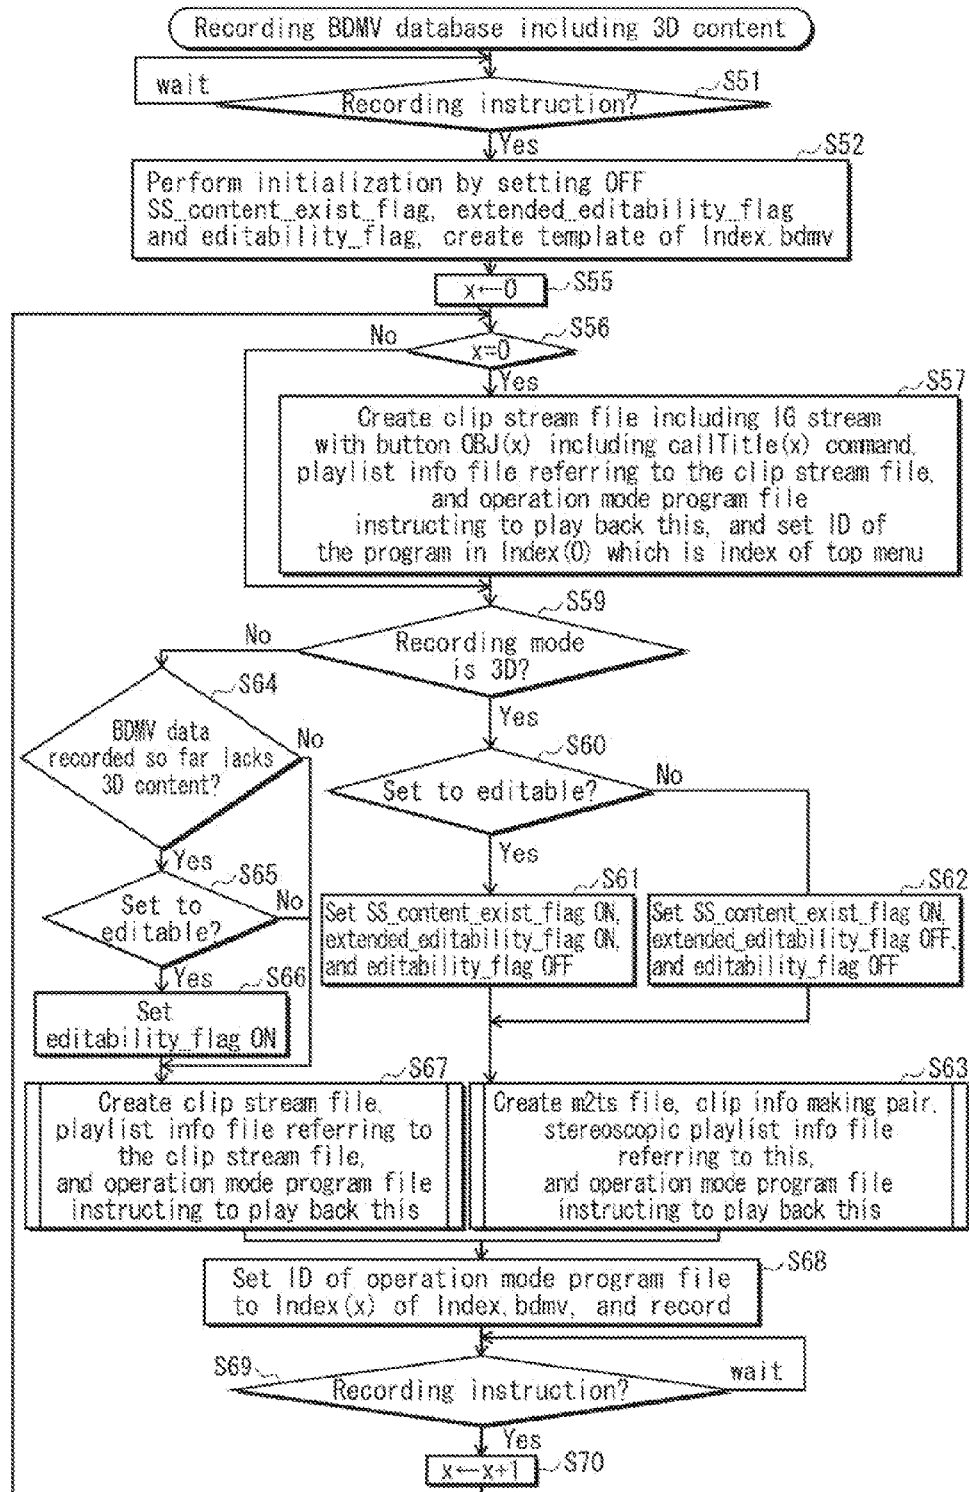 Recording BDMV database including 3D content
wait
S51
Recording instruction?
Yes
S52
Perform initialization by setting OFF
SS_content_exist_flag, extended_editability_flag
and editability_flag, create template of Index.bdmv
x←0
S55
S56
No
x=0
Yes
S57
Create clip stream file including IG stream
with button OBJ(x) including callTitle(x) command,
playlist info file referring to the clip stream file,
and operation mode program file
instructing to play back this, and set ID of
the program in Index(0) which is index of top menu
S59
No
Recording mode
is 3D?
Yes
S64
BDMV data
recorded so far lacks
3D content?
No
Yes
S60
Set to editable?
No
Yes
S65
Set to
editable?
No
Yes
S66
Set
editability_flag ON
S61
Set SS_content_exist_flag ON,
extended_editability_flag ON,
and editability_flag OFF
S62
Set SS_content_exist_flag ON,
extended_editability_flag OFF,
and editability_flag OFF
S67
Create clip stream file,
playlist info file referring to
the clip stream file,
and operation mode program file
instructing to play back this
S63
Create m2ts file, clip info making pair,
stereoscopic playlist info file
referring to this,
and operation mode program file
instructing to play back this
S68
Set ID of operation mode program file
to Index(x) of Index.bdmv, and record
S69
Recording instruction?
wait
Yes
x←x+1
S70